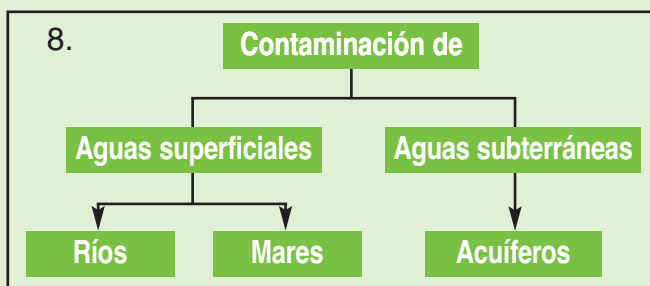 8.
Contaminación de
Aguas superficiales
Aguas subterráneas
Ríos
Mares
Acuíferos